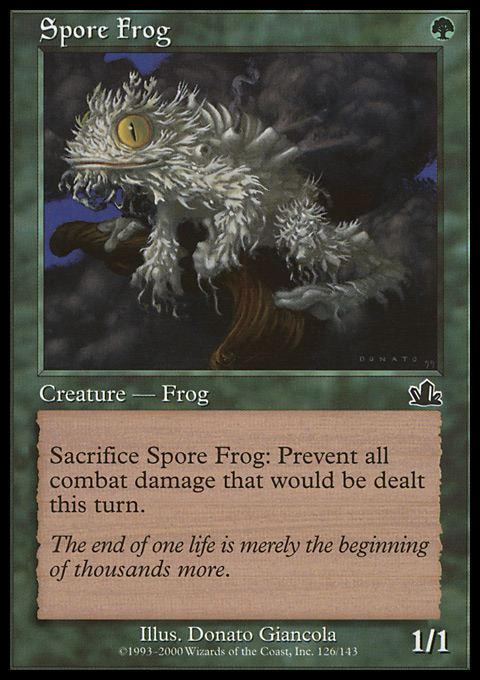 Spore Frog
DONATO 99
Creature — Frog
Sacrifice Spore Frog: Prevent all
combat damage that would be dealt
this turn.
The end of one life is merely the beginning
of thousands more.
Illus. Donato Giancola
©1993–2000 Wizards of the Coast, Inc. 126/143
1/1